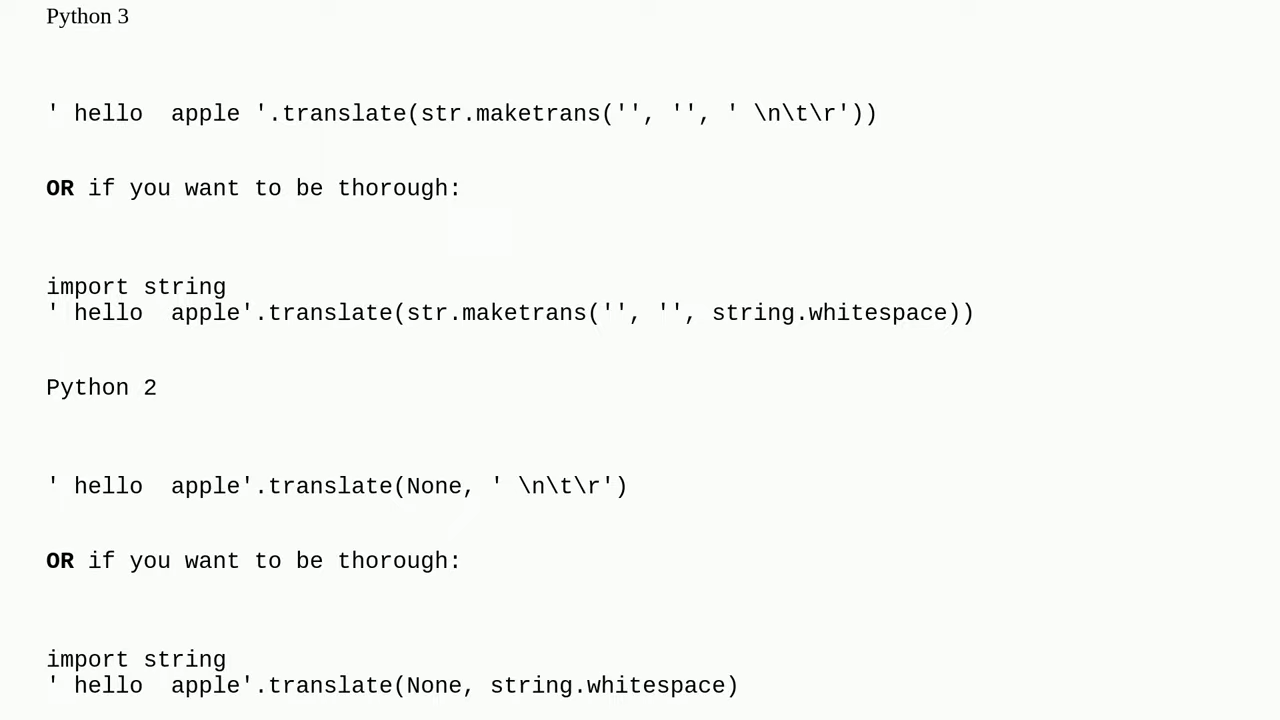 Python 3
' hello  apple '.translate(str.maketrans('', '', ' \n\t\r'))
OR if you want to be thorough:
import string
' hello  apple'.translate(str.maketrans('', '', string.whitespace))
Python 2
' hello  apple'.translate(None, ' \n\t\r')
OR if you want to be thorough:
import string
' hello  apple'.translate(None, string.whitespace)